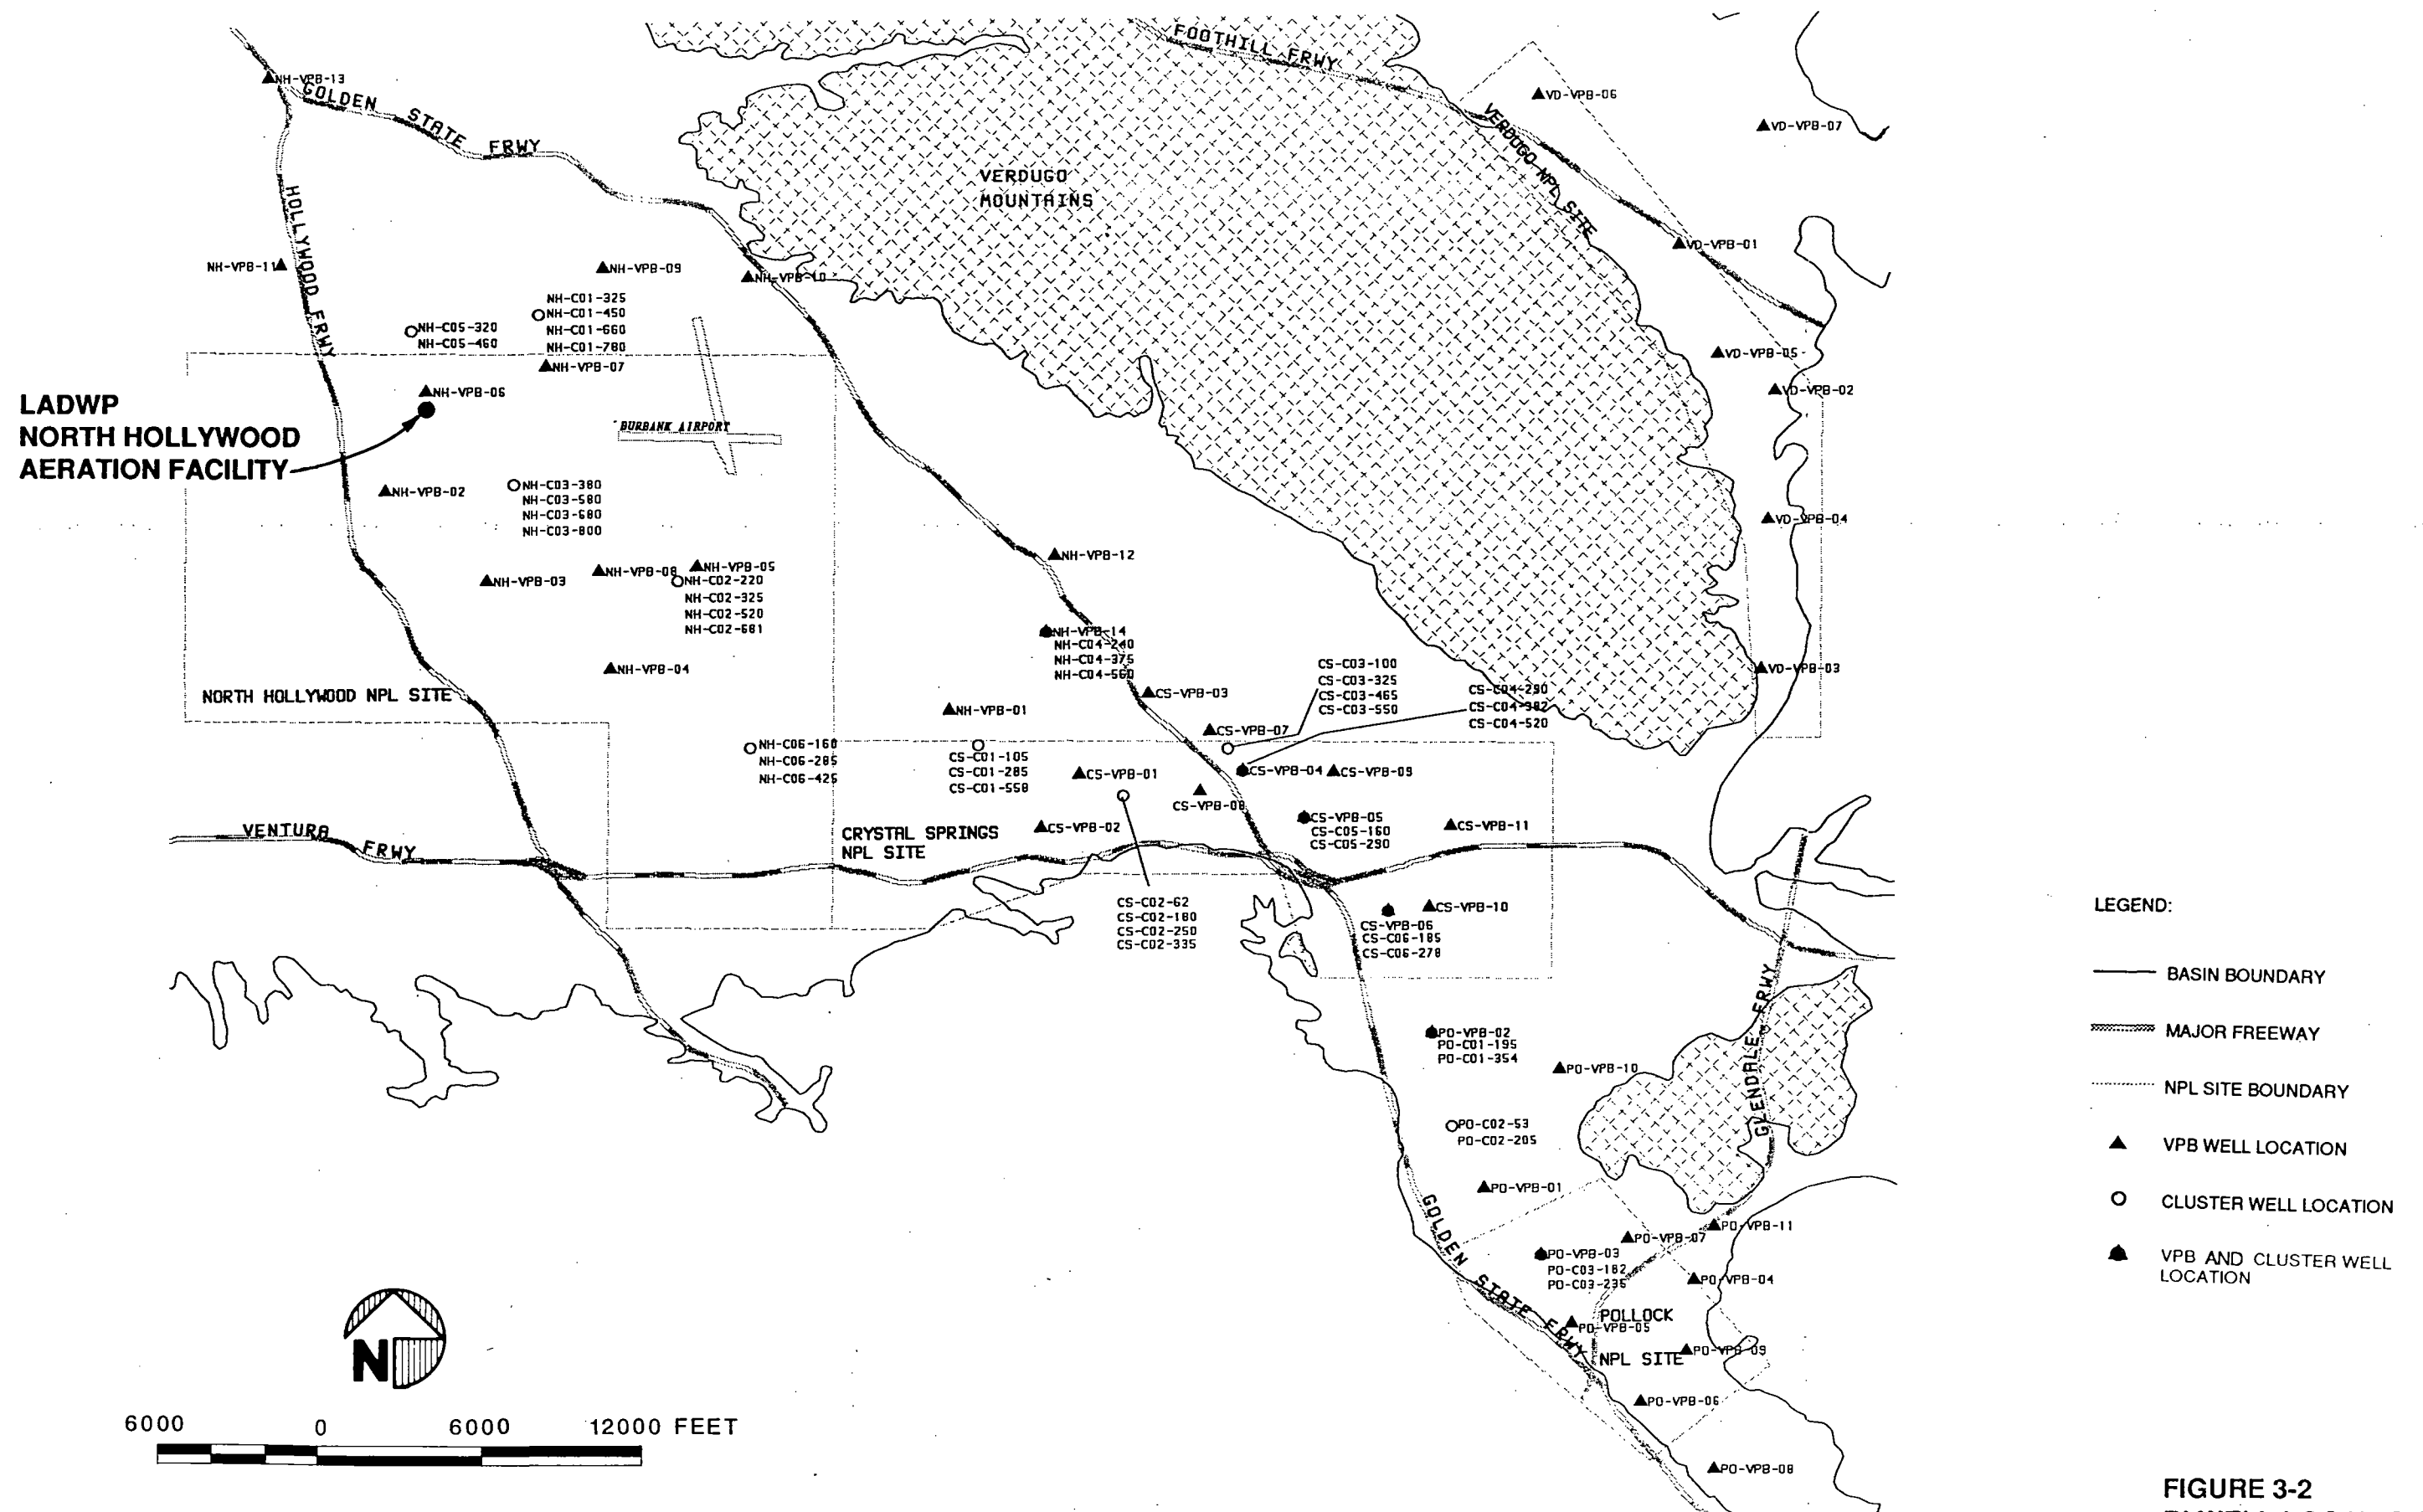 FOOTHILL FRWY
NH-VPB-13
GOLDEN STATE FRWY
VD-VPB-06
VERDUGO NPL SITE
VD-VPB-07
VERDUGO
MOUNTAINS
HOLLYWOOD FRWY
VD-VPB-01
NH-VPB-11
NH-VPB-09
NH-VPB-10
NH-C01-325
NH-C01-450
NH-C01-660
NH-C01-780
NH-C05-320
NH-C05-460
VD-VPB-05
NH-VPB-07
VD-VPB-02
NH-VPB-06
LADWP
NORTH HOLLYWOOD
AERATION FACILITY
BURBANK AIRPORT
NH-VPB-02
NH-C03-380
NH-C03-580
NH-C03-680
NH-C03-800
VD-VPB-04
NH-VPB-12
NH-VPB-03
NH-VPB-08
NH-VPB-05
NH-C02-220
NH-C02-325
NH-C02-520
NH-C02-681
NH-VPB-14
NH-C04-240
NH-C04-375
NH-C04-560
NH-VPB-04
VD-VPB-03
NORTH HOLLYWOOD NPL SITE
CS-C03-100
CS-C03-325
CS-C03-465
CS-C03-550
CS-C04-290
CS-C04-382
CS-C04-520
CS-VPB-03
NH-VPB-01
CS-VPB-07
NH-C06-160
NH-C06-285
NH-C06-425
CS-C01-105
CS-C01-285
CS-C01-558
CS-VPB-01
CS-VPB-04
CS-VPB-09
CS-VPB-08
CS-VPB-05
CS-C05-160
CS-C05-290
CS-VPB-11
CS-VPB-02
VENTURA FRWY
CRYSTAL SPRINGS
NPL SITE
CS-C02-62
CS-C02-180
CS-C02-250
CS-C02-335
CS-VPB-10
CS-VPB-06
CS-C06-185
CS-C06-278
GLENDALE FRWY
PO-VPB-02
PO-C01-195
PO-C01-354
PO-VPB-10
PO-C02-53
PO-C02-205
PO-VPB-01
GOLDEN STATE FRWY
PO-VPB-11
PO-VPB-07
PO-VPB-03
PO-C03-182
PO-C03-235
PO-VPB-04
POLLOCK
NPL SITE
PO-VPB-05
PO-VPB-09
PO-VPB-06
PO-VPB-08
LEGEND:
BASIN BOUNDARY
MAJOR FREEWAY
NPL SITE BOUNDARY
VPB WELL LOCATION
CLUSTER WELL LOCATION
VPB AND CLUSTER WELL
LOCATION
N
6000 0 6000 12000 FEET
FIGURE 3-2